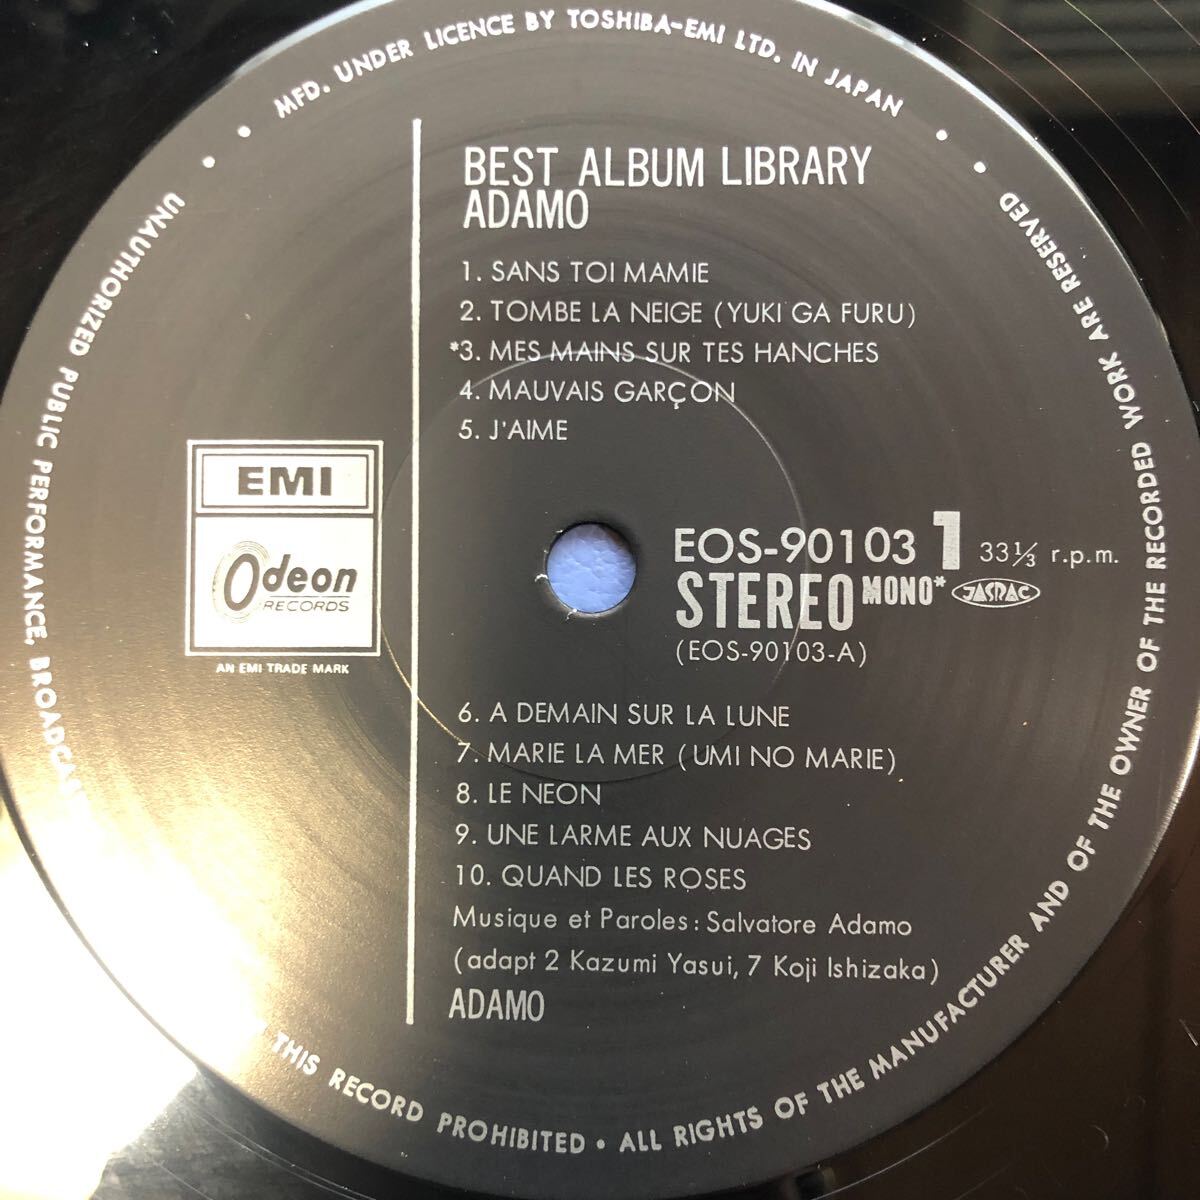 MFD. UNDER LICENCE BY TOSHIBA-EMI LTD. IN JAPAN
BEST ALBUM LIBRARY
ADAMO
1. SANS TOI MAMIE
2. TOMBE LA NEIGE (YUKI GA FURU)
*3. MES MAINS SUR TES HANCHES
4. MAUVAIS GARÇON
5. J'AIME
EMI
Odeon
RECORDS
AN EMI TRADE MARK
EOS-90103 1 33⅓ r.p.m.
STEREO MONO* JASRAC
(EOS-90103-A)
6. A DEMAIN SUR LA LUNE
7. MARIE LA MER (UMI NO MARIE)
8. LE NEON
9. UNE LARME AUX NUAGES
10. QUAND LES ROSES
Musique et Paroles: Salvatore Adamo
(adapt 2 Kazumi Yasui, 7 Koji Ishizaka)
ADAMO
UNAUTHORIZED PUBLIC PERFORMANCE, BROADCAS THIS RECORD PROHIBITED • ALL RIGHTS OF THE MANUFACTURER AND OF THE OWNER OF THE RECORDED WORK ARE RESERVED